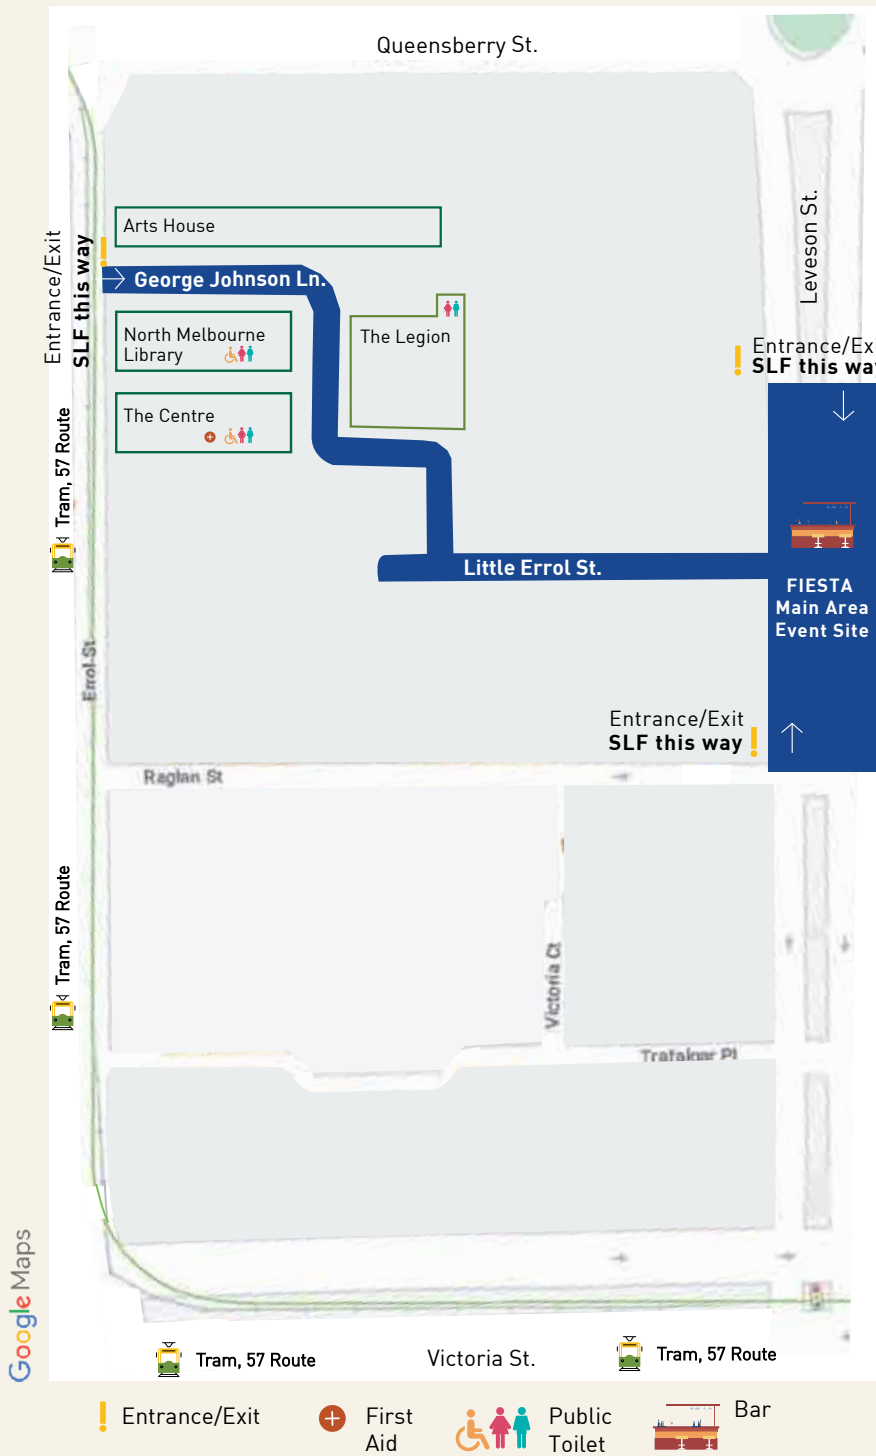 Queensberry St.
Arts House
Leveson St.
Entrance/Exit
SLF this way
George Johnson Ln.
North Melbourne
Library
The Legion
Entrance/Ex
SLF this way
The Centre
Tram, 57 Route
Little Errol St.
FIESTA
Main Area
Event Site
Errol St
Entrance/Exit
SLF this way
Raglan St
Tram, 57 Route
Victoria Ct
Trafalgar Pl
Google Maps
Tram, 57 Route
Victoria St.
Tram, 57 Route
Entrance/Exit
First
Aid
Public
Toilet
Bar